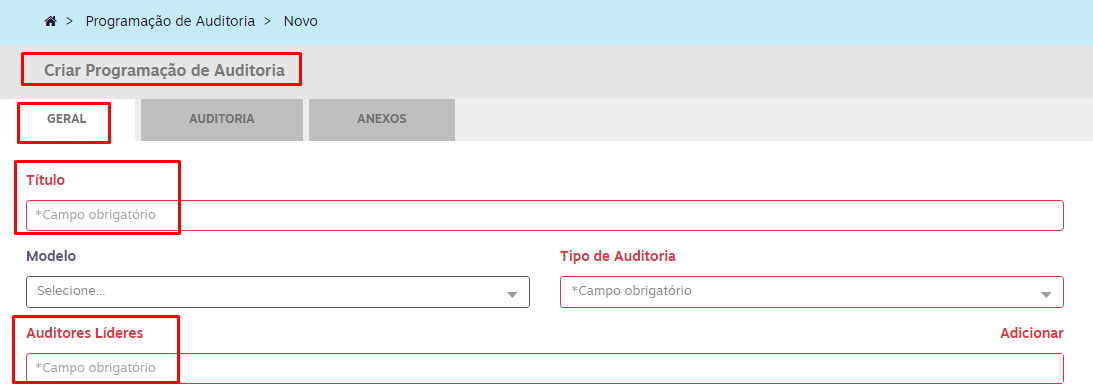 > Programação de Auditoria > Novo
Criar Programação de Auditoria
GERAL AUDITORIA ANEXOS
Título
*Campo obrigatório
Modelo Tipo de Auditoria
Selecione... *Campo obrigatório
Auditores Líderes Adicionar
*Campo obrigatório